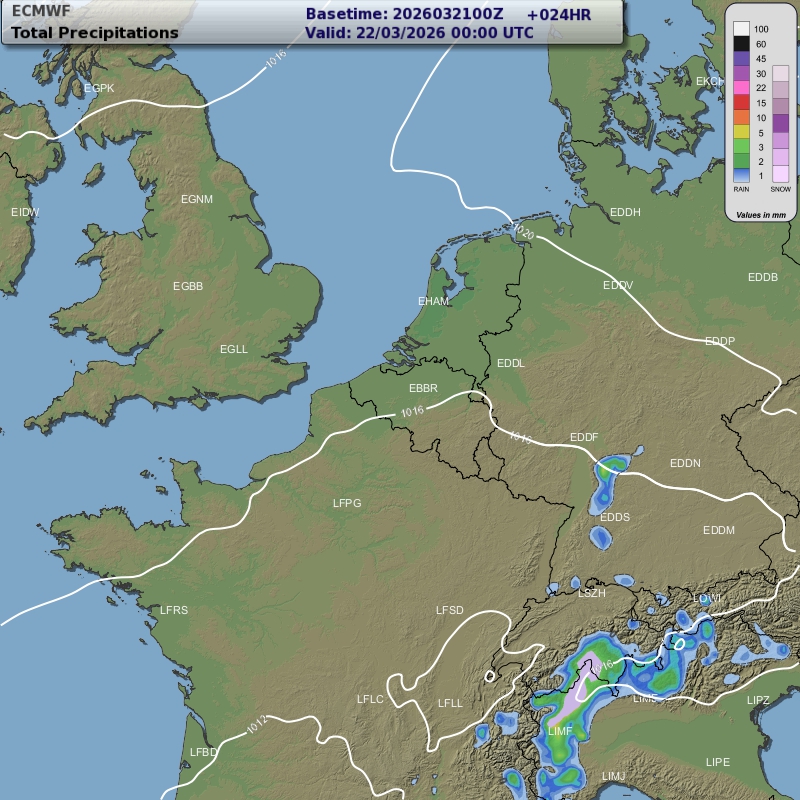 ECMWF
Basetime: 2026032100Z +024HR
Total Precipitations
Valid: 22/03/2026 00:00 UTC
100
60
45
30
22
15
10
5
3
2
1
RAIN SNOW
Values in mm
1016
EGPK
EKCH
EIDW
EGNM
EDDH
1020
EGBB
EDDV
EDDB
EHAM
EGLL
EDDP
EDDL
EBBR
1016
1016
EDDF
EDDN
LFPG
EDDS
EDDM
LSZH
LOWI
LFRS
LFSD
1016
LFLC
LFLL
LIMS
LIPZ
1012
LIMF
LFBD
LIPE
LIMJ